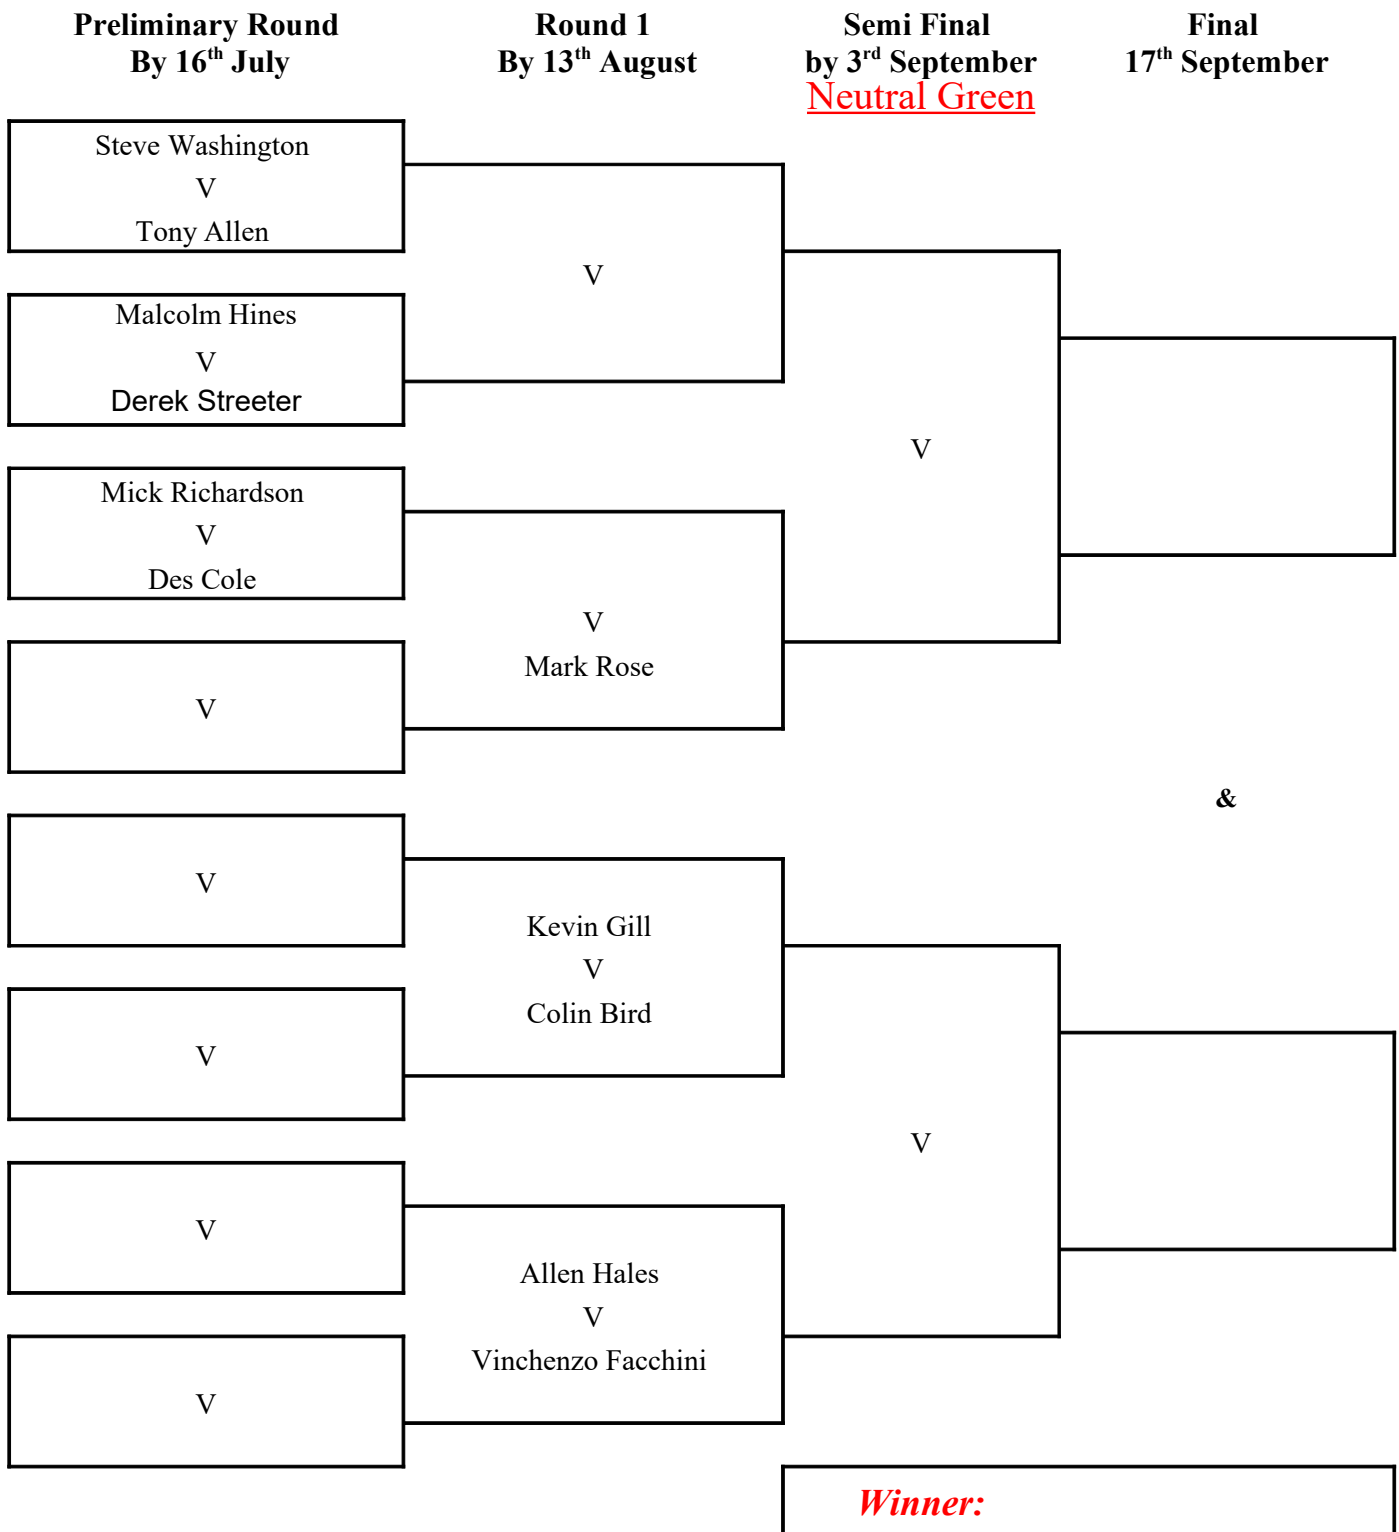 Preliminary Round
By 16th July
Round 1
By 13th August
Semi Final
by 3rd September
Neutral Green
Final
17th September
Steve Washington
V
Tony Allen
Malcolm Hines
V
Derek Streeter
Mick Richardson
V
Des Cole
V
V
V
V
V
V
V
Mark Rose
Kevin Gill
V
Colin Bird
Allen Hales
V
Vinchenzo Facchini
V
V
&
Winner: